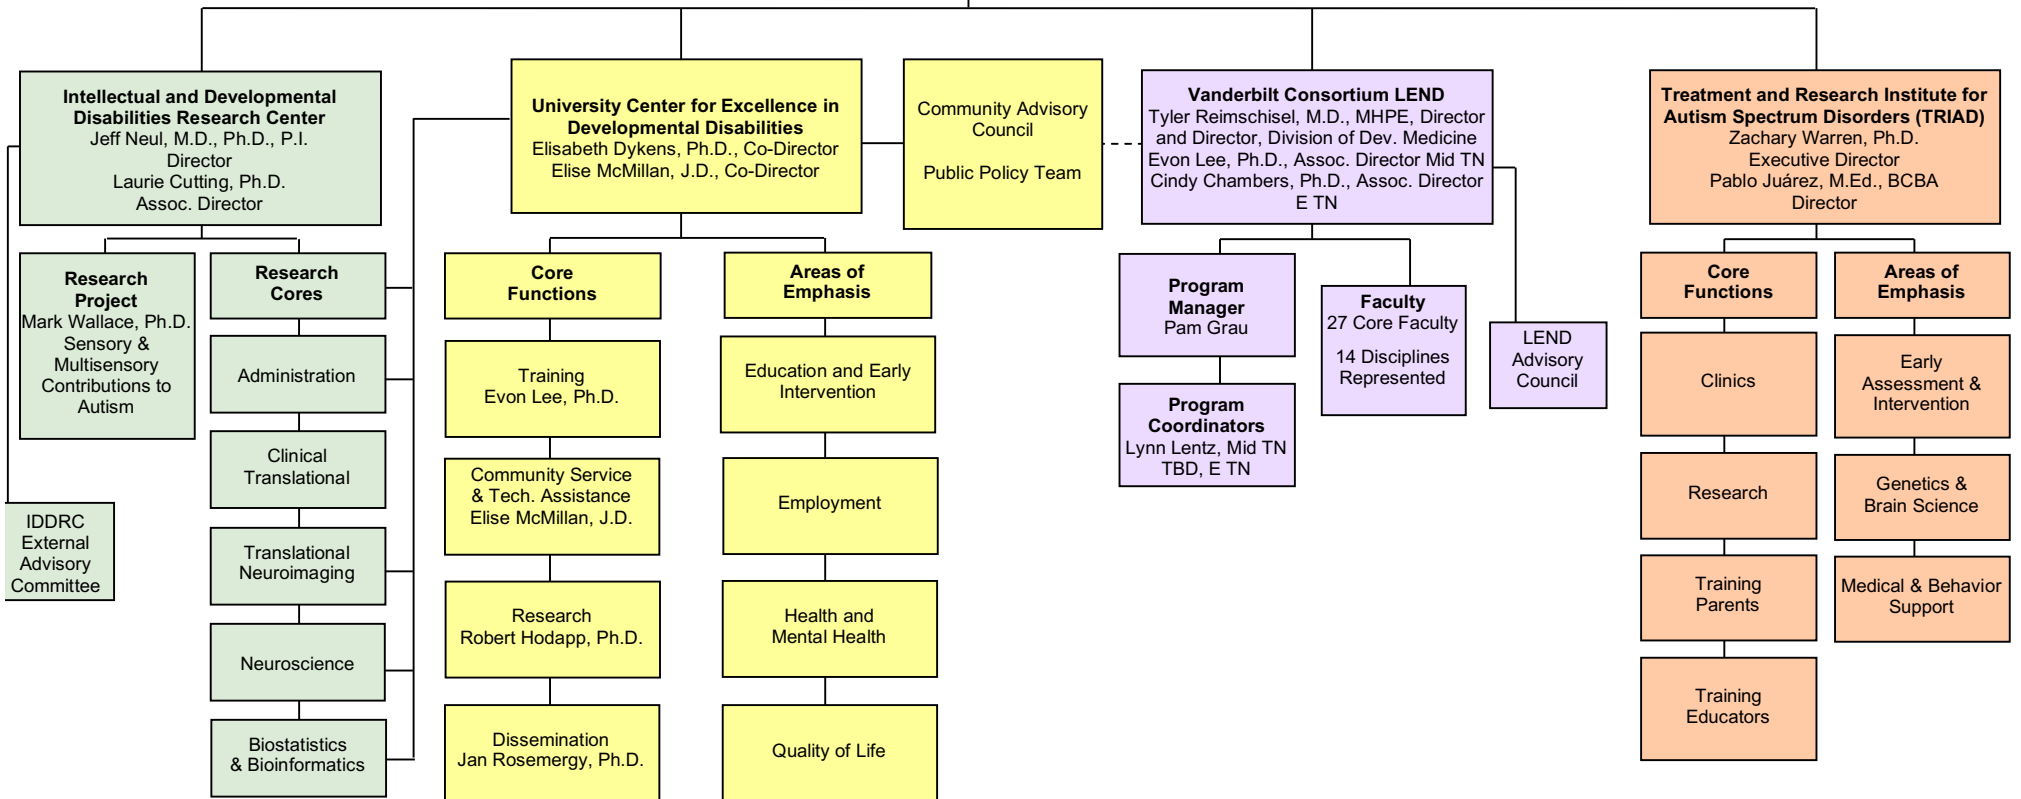 Intellectual and Developmental
Disabilities Research Center
Jeff Neul, M.D., Ph.D., P.I.
Director
Laurie Cutting, Ph.D.
Assoc. Director
University Center for Excellence in
Developmental Disabilities
Elisabeth Dykens, Ph.D., Co-Director
Elise McMillan, J.D., Co-Director
Community Advisory
Council
Public Policy Team
Vanderbilt Consortium LEND
Tyler Reimschisel, M.D., MHPE, Director
and Director, Division of Dev. Medicine
Evon Lee, Ph.D., Assoc. Director Mid TN
Cindy Chambers, Ph.D., Assoc. Director
E TN
Treatment and Research Institute for
Autism Spectrum Disorders (TRIAD)
Zachary Warren, Ph.D.
Executive Director
Pablo Juárez, M.Ed., BCBA
Director
Research
Project
Mark Wallace, Ph.D.
Sensory &
Multisensory
Contributions to
Autism
IDDRC
External
Advisory
Committee
Research
Cores
Administration
Clinical
Translational
Translational
Neuroimaging
Neuroscience
Biostatistics
& Bioinformatics
Core
Functions
Training
Evon Lee, Ph.D.
Community Service
& Tech. Assistance
Elise McMillan, J.D.
Research
Robert Hodapp, Ph.D.
Dissemination
Jan Rosemergy, Ph.D.
Areas of
Emphasis
Education and Early
Intervention
Employment
Health and
Mental Health
Quality of Life
Program
Manager
Pam Grau
Program
Coordinators
Lynn Lentz, Mid TN
TBD, E TN
Faculty
27 Core Faculty
14 Disciplines
Represented
LEND
Advisory
Council
Core
Functions
Clinics
Research
Training
Parents
Training
Educators
Areas of
Emphasis
Early
Assessment &
Intervention
Genetics &
Brain Science
Medical & Behavior
Support